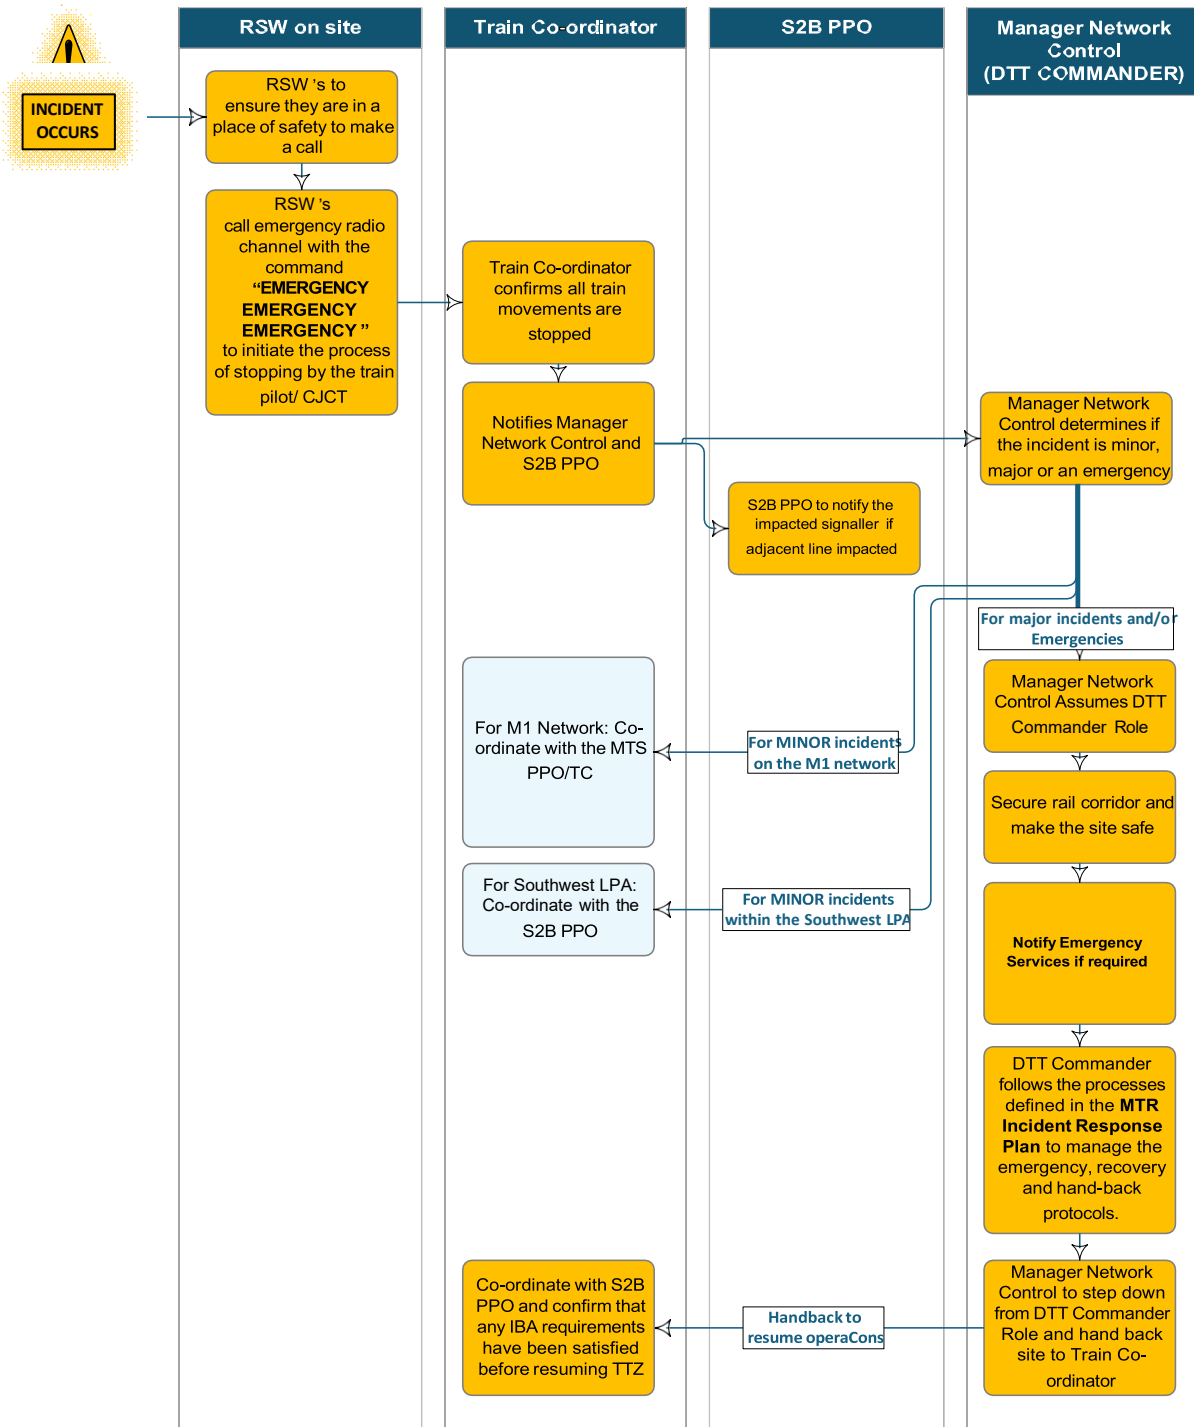 RSW on site
Train Co-ordinator
S2B PPO
Manager Network
Control
(DTT COMMANDER)
INCIDENT
OCCURS
RSW 's to
ensure they are in a
place of safety to make
a call
RSW 's
call emergency radio
channel with the
command
“EMERGENCY
EMERGENCY
EMERGENCY ”
to initiate the process
of stopping by the train
pilot/ CJCT
Train Co-ordinator
confirms all train
movements are
stopped
Notifies Manager
Network Control and
S2B PPO
Manager Network
Control determines if
the incident is minor,
major or an emergency
S2B PPO to notify the
impacted signaller if
adjacent line impacted
For major incidents and/or
Emergencies
Manager Network
Control Assumes DTT
Commander Role
For M1 Network: Co-
ordinate with the MTS
PPO/TC
For MINOR incidents
on the M1 network
Secure rail corridor and
make the site safe
For Southwest LPA:
Co-ordinate with the
S2B PPO
For MINOR incidents
within the Southwest LPA
Notify Emergency
Services if required
DTT Commander
follows the processes
defined in the MTR
Incident Response
Plan to manage the
emergency, recovery
and hand-back
protocols.
Co-ordinate with S2B
PPO and confirm that
any IBA requirements
have been satisfied
before resuming TTZ
Handback to
resume operaCons
Manager Network
Control to step down
from DTT Commander
Role and hand back
site to Train Co-
ordinator